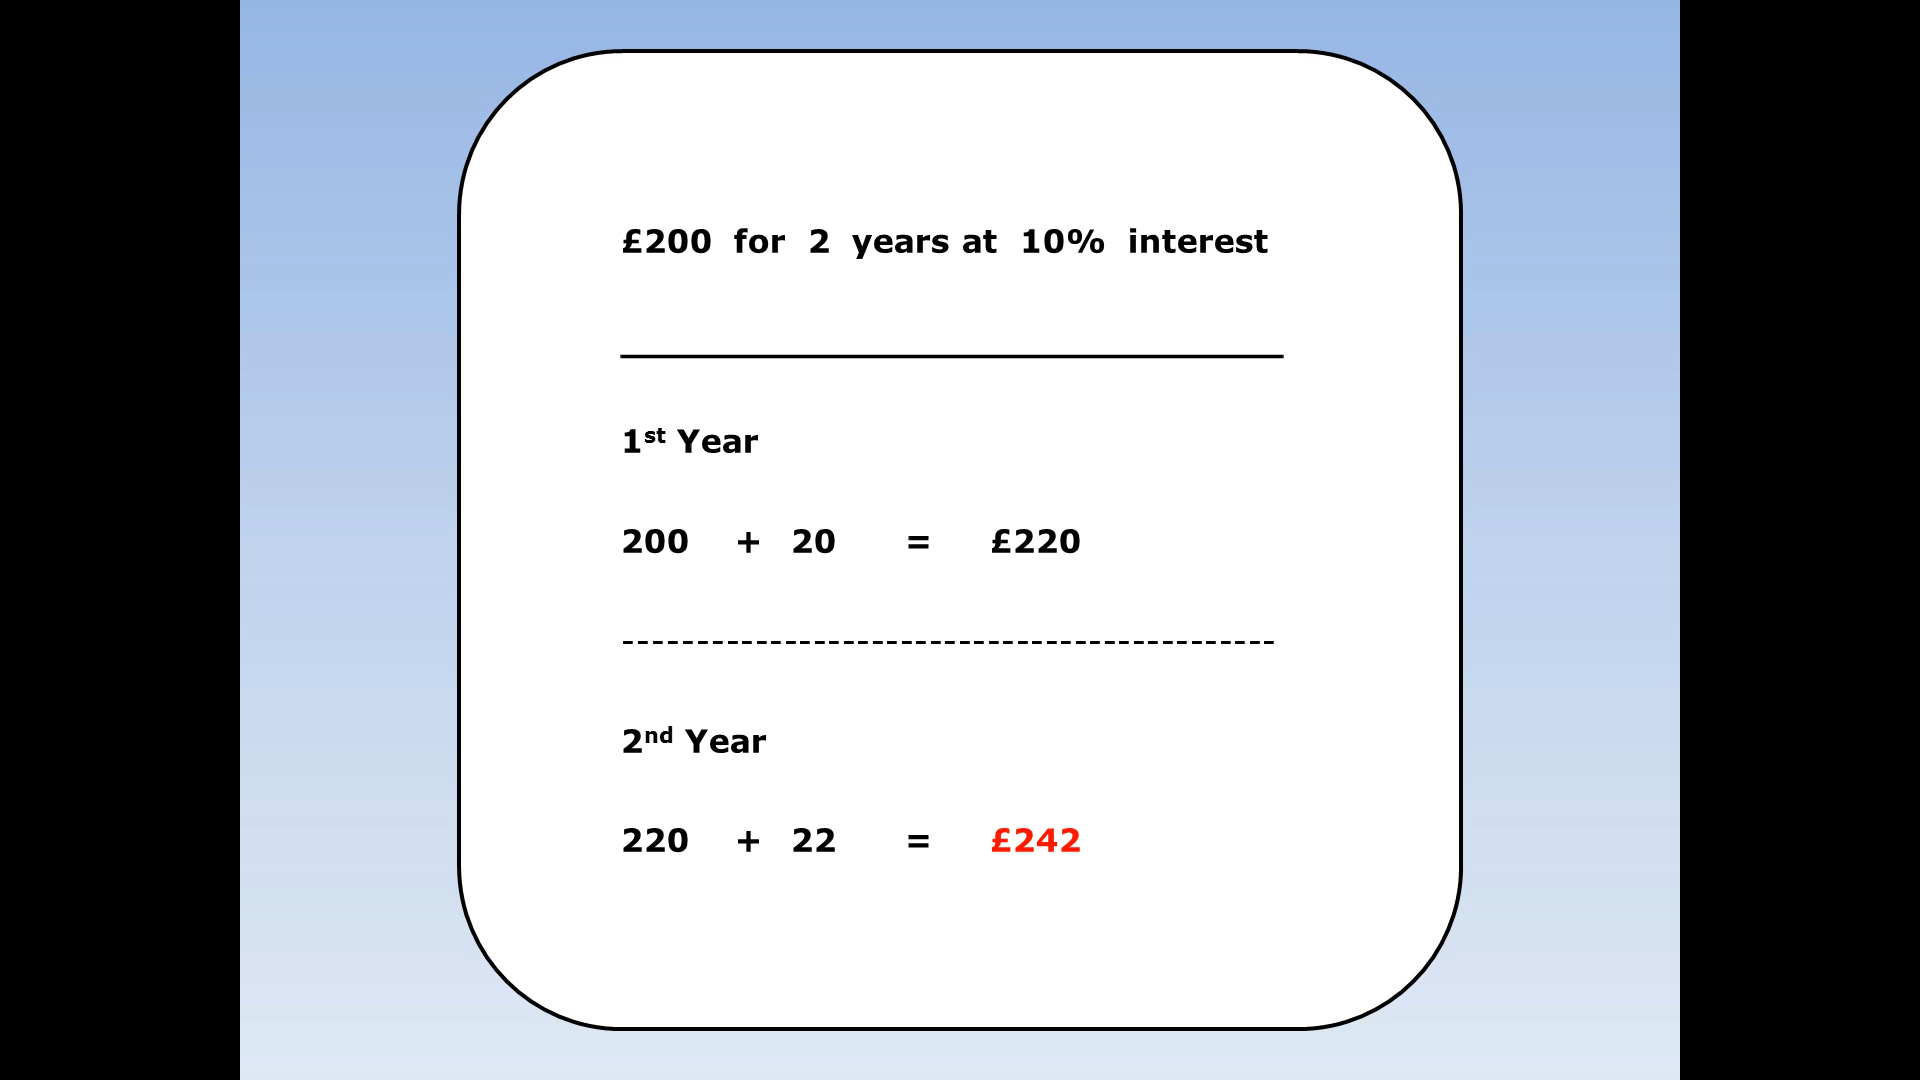 £200 for 2 years at 10% interest
1st Year
200 + 20 = £220
---------------------------------------------
2nd Year
220 + 22 = £242